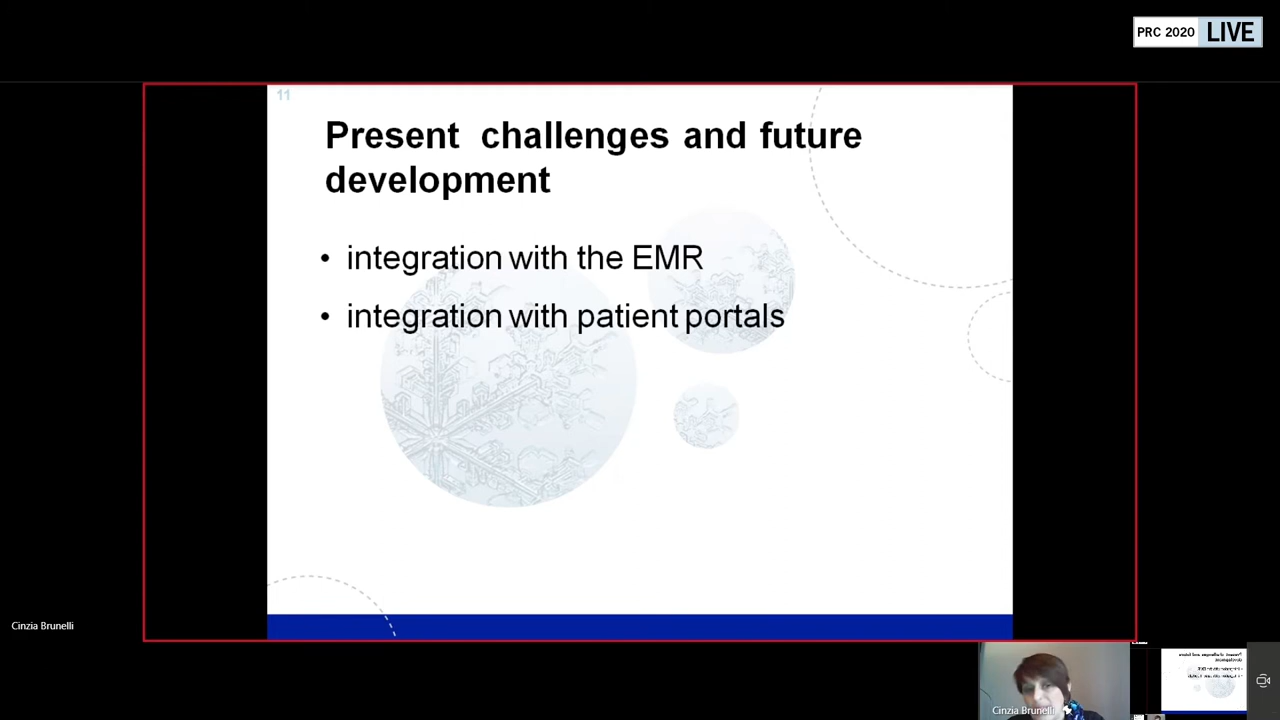 PRC 2020 LIVE
11
Present challenges and future
development
• integration with the EMR
• integration with patient portals
Cinzia Brunelli
Cinzia Brunelli